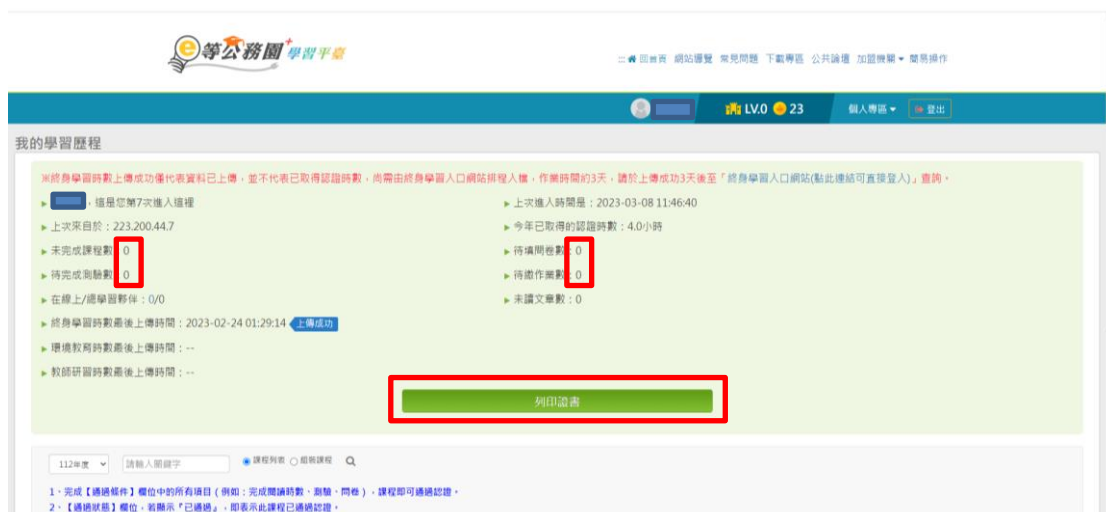 e等公務園+學習平臺
::: 回首頁 網站導覽 常見問題 下載專區 公共論壇 加盟機關 簡易操作
LV.0 23 個人專區 登出
我的學習歷程
※終身學習時數上傳成功僅代表資料已上傳，並不代表已取得認證時數，尚需由終身學習入口網站排程入檔，作業時間約3天，請於上傳成功3天後至「終身學習入口網站(點此連結可直接登入)」查詢。
，這是您第7次進入這裡
上次進入時間是：2023-03-08 11:46:40
上次來自於：223.200.44.7
今年已取得的認證時數：4.0小時
未完成課程數：0
待填問卷數：0
待完成測驗數：0
待繳作業數：0
在線上/總學習夥伴：0/0
未讀文章數：0
終身學習時數最後上傳時間：2023-02-24 01:29:14 上傳成功
環境教育時數最後上傳時間：--
教師研習時數最後上傳時間：--
列印證書
112年度 請輸入關鍵字 課程列表 組裝課程
1、完成【通過條件】欄位中的所有項目 ( 例如：完成閱讀時數、測驗、問卷 )，課程即可通過認證。
2、【通過狀態】欄位，若顯示『已通過』，即表示此課程已通過認證。